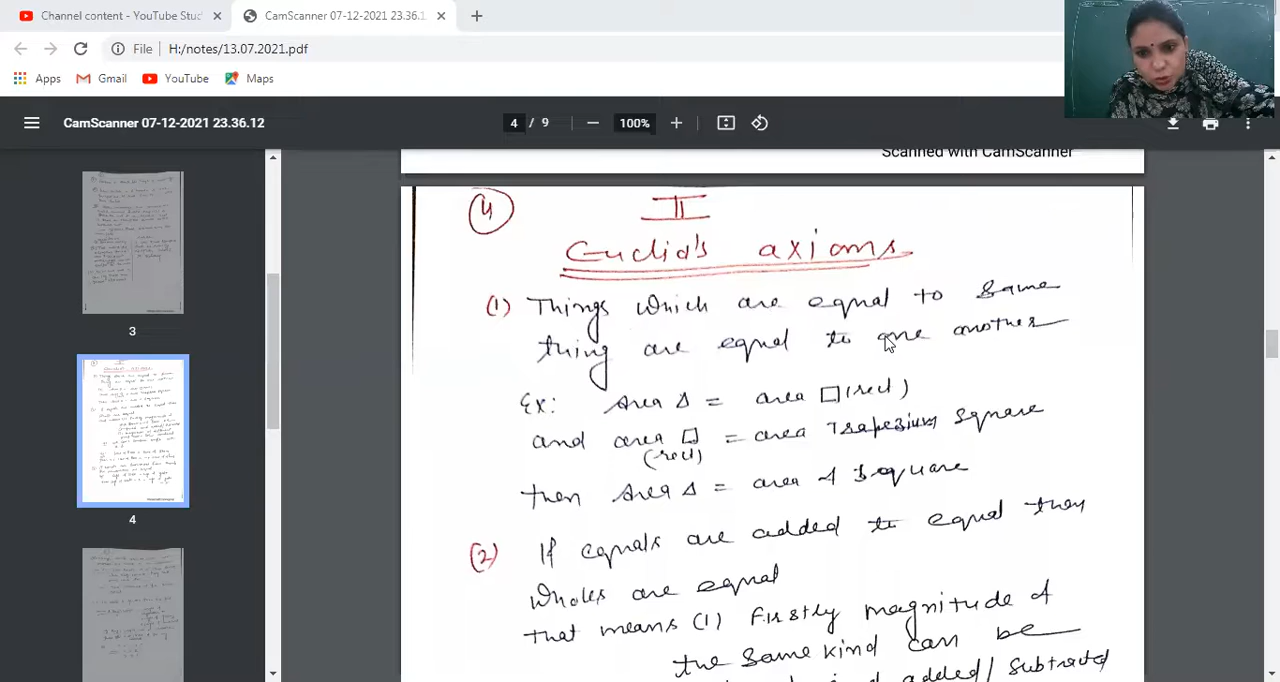 Channel content - YouTube Stu
CamScanner 07-12-2021 23.36.1
File H:/notes/13.07.2021.pdf
Apps Gmail YouTube Maps
CamScanner 07-12-2021 23.36.12
4 / 9
100%
3
4
Scanned with CamScanner
(4) II
Euclid's axioms
(1) Things which are equal to same
thing are equal to one another
Ex: Area Δ = area □ (rect)
and area □ = area Trapezium square
(rect)
then Area Δ = area of square
(2) If equals are added to equal then
wholes are equal
that means (1) Firstly magnitude of
the same kind can be
added/subtracted